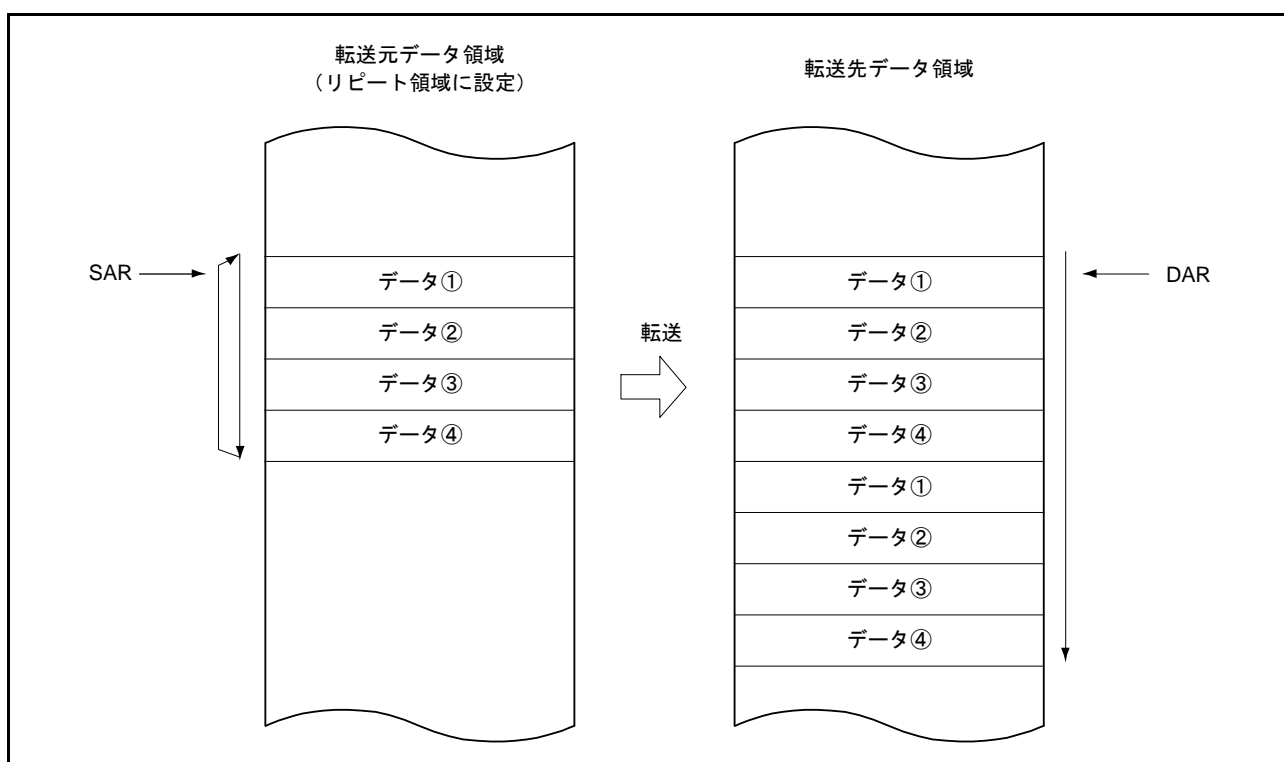 転送元データ領域
（リピート領域に設定）
転送先データ領域
SAR
データ①
データ②
データ③
データ④
転送
データ①
データ②
データ③
データ④
データ①
データ②
データ③
データ④
DAR